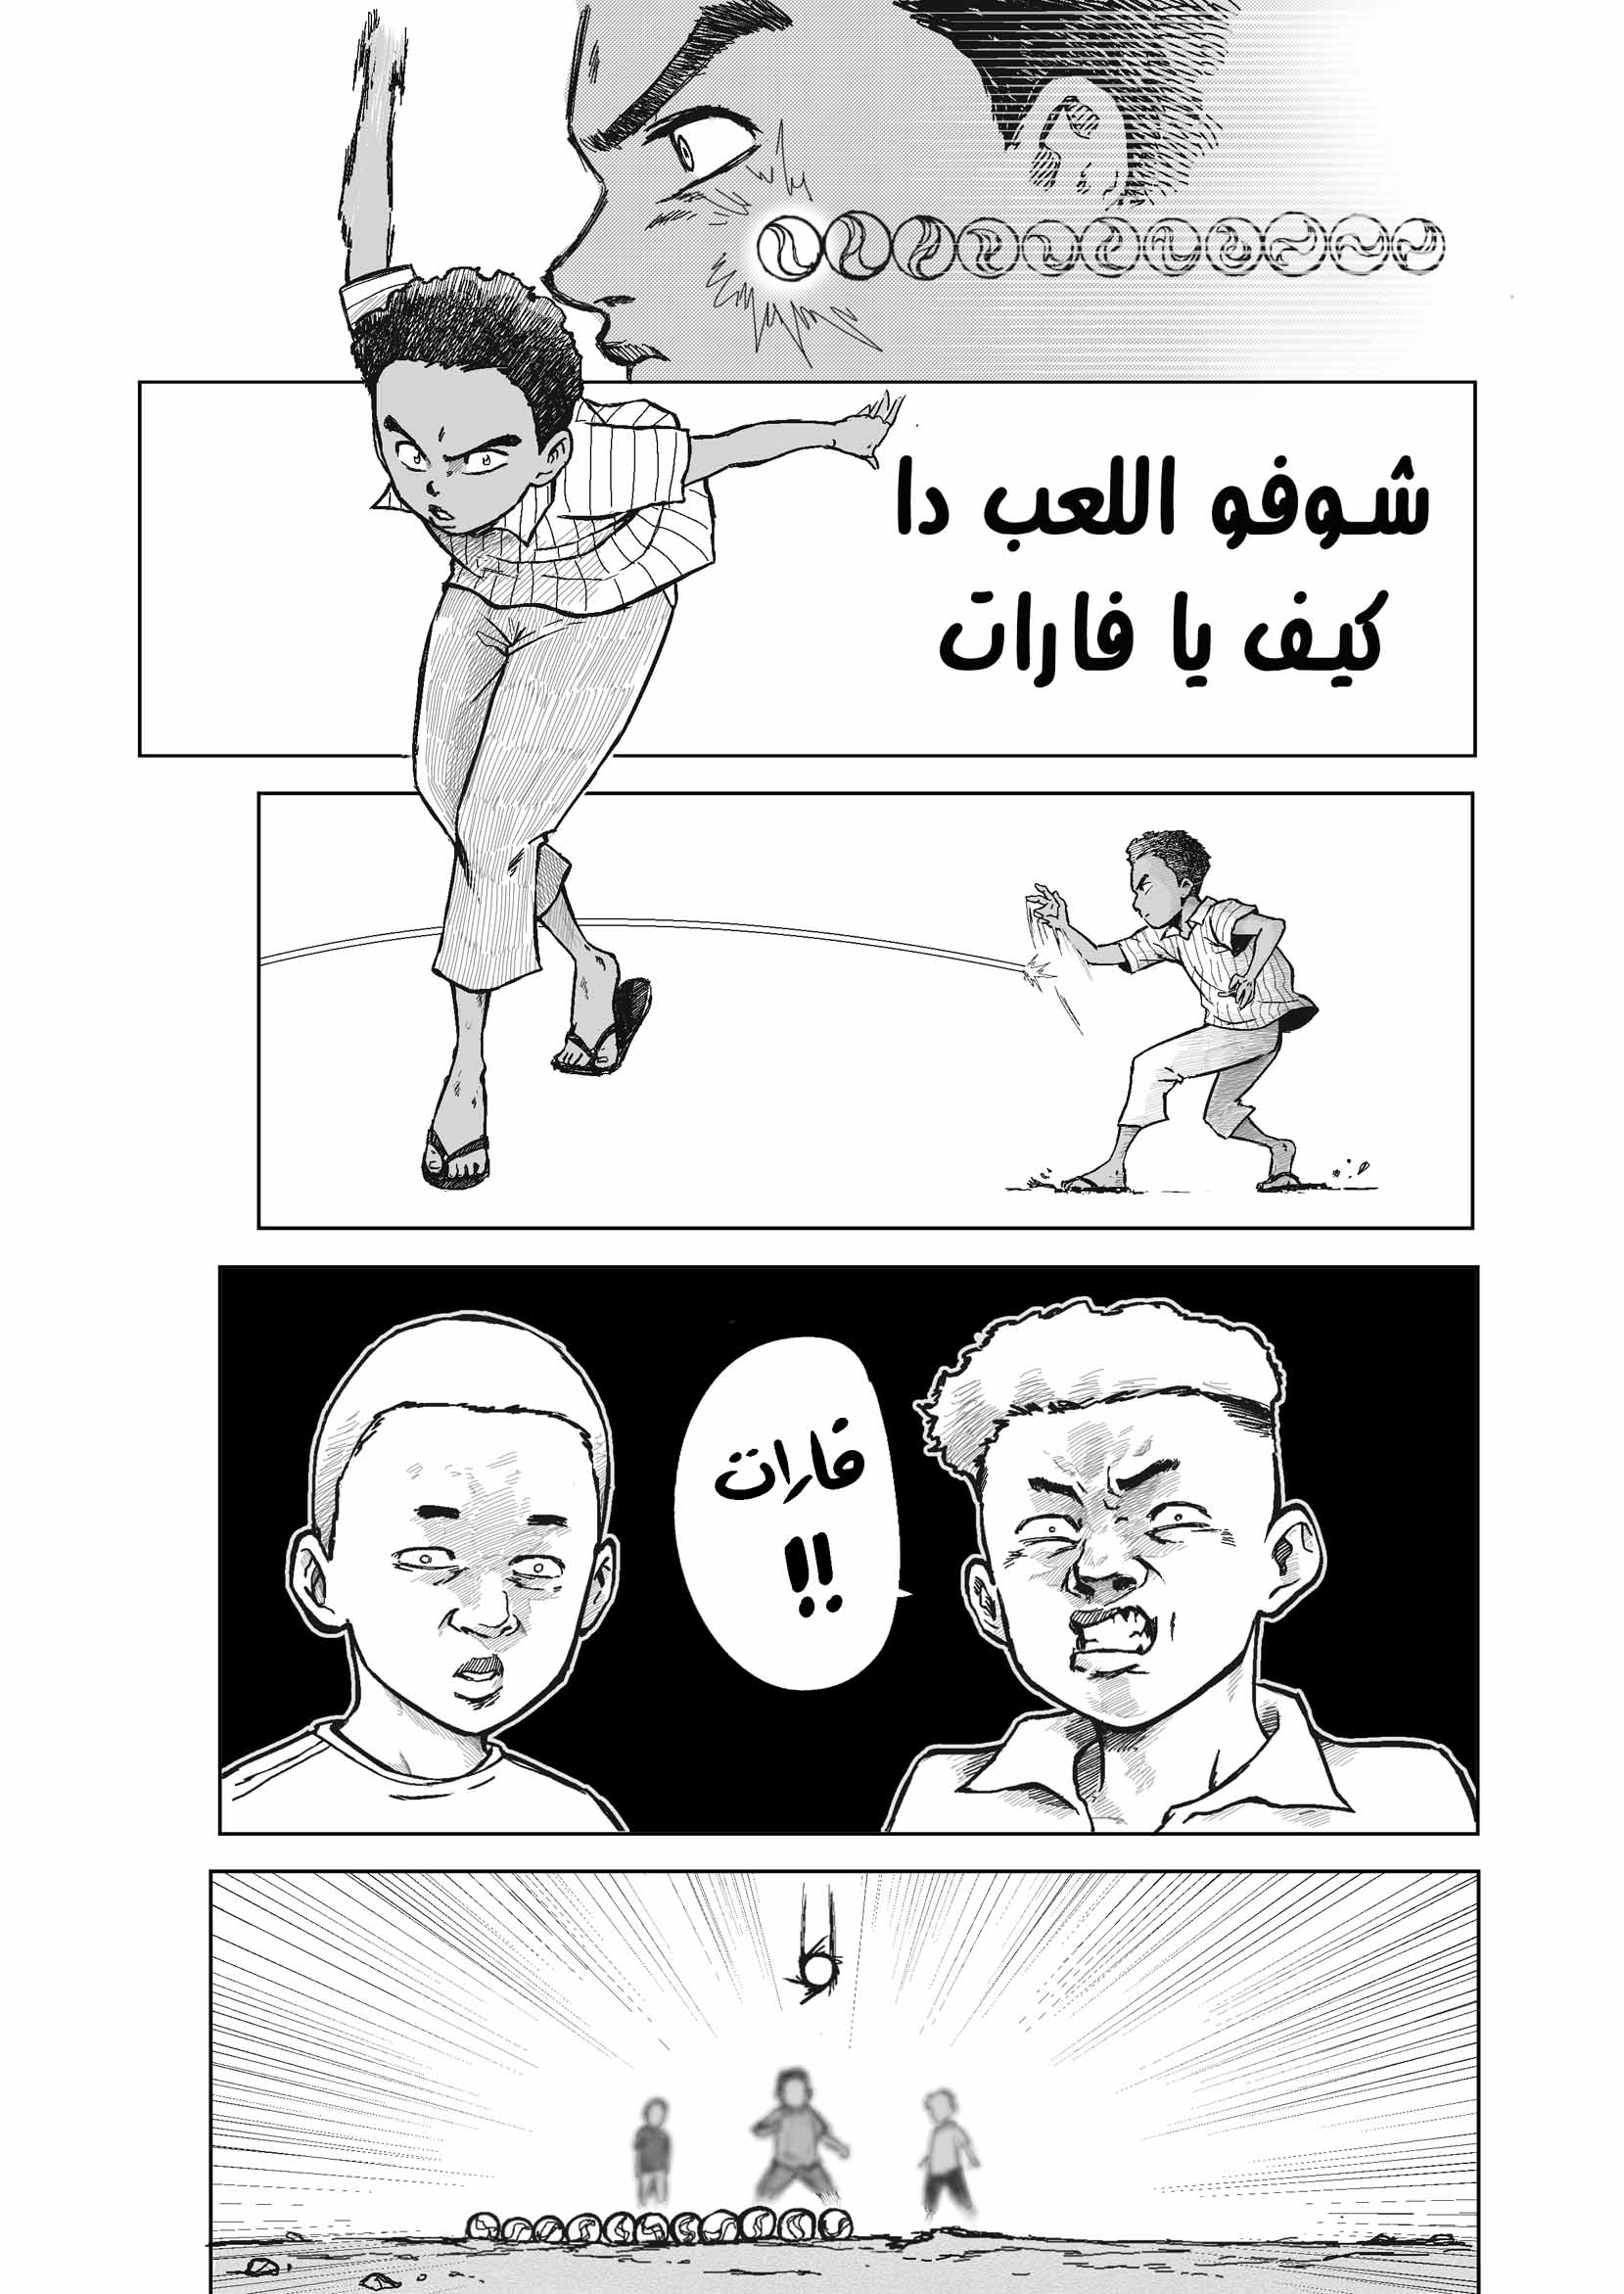 شوفو اللعب دا
كيف يا فارات
فارات
!!